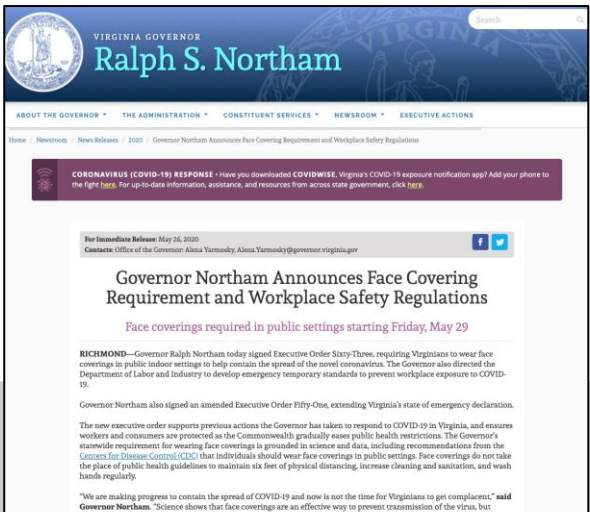 Search
VIRGINIA GOVERNOR
Ralph S. Northam
VIRGINIA
ABOUT THE GOVERNOR
THE ADMINISTRATION
CONSTITUENT SERVICES
NEWSROOM
EXECUTIVE ACTIONS
Home / Newsroom / News Releases / 2020 / Governor Northam Announces Face Covering Requirement and Workplace Safety Regulations
CORONAVIRUS (COVID-19) RESPONSE • Have you downloaded COVIDWISE, Virginia's COVID-19 exposure notification app? Add your phone to
the fight here. For up-to-date information, assistance, and resources from across state government, click here.
For Immediate Release: May 26, 2020
Contacts: Office of the Governor: Alena Yarmosky, Alena.Yarmosky@governor.virginia.gov
Governor Northam Announces Face Covering
Requirement and Workplace Safety Regulations
Face coverings required in public settings starting Friday, May 29
RICHMOND—Governor Ralph Northam today signed Executive Order Sixty-Three, requiring Virginians to wear face
coverings in public indoor settings to help contain the spread of the novel coronavirus. The Governor also directed the
Department of Labor and Industry to develop emergency temporary standards to prevent workplace exposure to COVID-
19.
Governor Northam also signed an amended Executive Order Fifty-One, extending Virginia's state of emergency declaration.
The new executive order supports previous actions the Governor has taken to respond to COVID-19 in Virginia, and ensures
workers and consumers are protected as the Commonwealth gradually eases public health restrictions. The Governor's
statewide requirement for wearing face coverings is grounded in science and data, including recommendations from the
Centers for Disease Control (CDC) that individuals should wear face coverings in public settings. Face coverings do not take
the place of public health guidelines to maintain six feet of physical distancing, increase cleaning and sanitation, and wash
hands regularly.
"We are making progress to contain the spread of COVID-19 and now is not the time for Virginians to get complacent," said
Governor Northam. "Science shows that face coverings are an effective way to prevent transmission of the virus, but